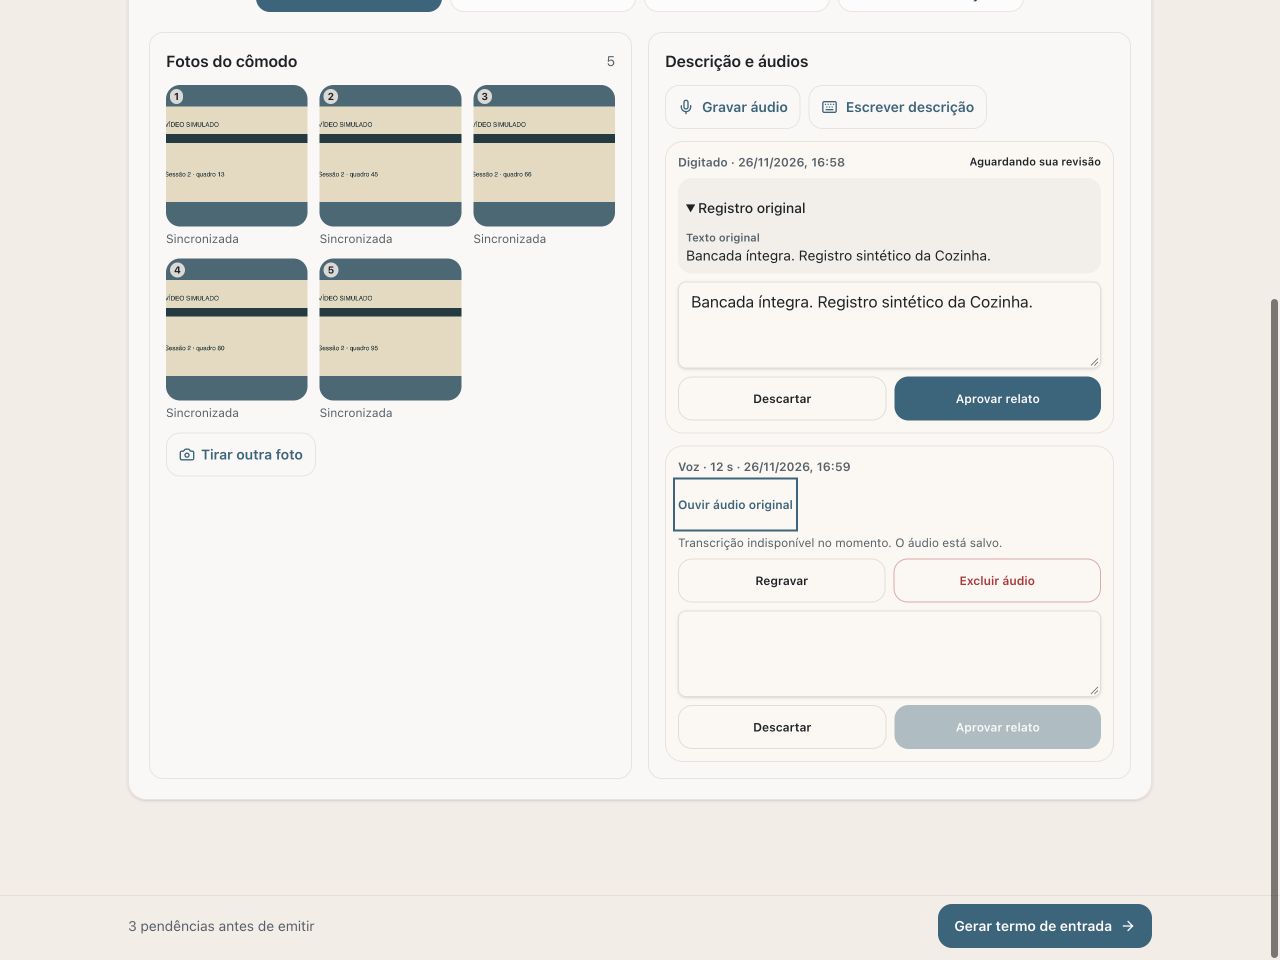 Fotos do cômodo
5
1
VÍDEO SIMULADO
Sessão 2 · quadro 13
Sincronizada
2
VÍDEO SIMULADO
Sessão 2 · quadro 45
Sincronizada
3
VÍDEO SIMULADO
Sessão 2 · quadro 66
Sincronizada
4
VÍDEO SIMULADO
Sessão 2 · quadro 80
Sincronizada
5
VÍDEO SIMULADO
Sessão 2 · quadro 95
Sincronizada
Tirar outra foto
Descrição e áudios
Gravar áudio
Escrever descrição
Digitado · 26/11/2026, 16:58
Aguardando sua revisão
Registro original
Texto original
Bancada íntegra. Registro sintético da Cozinha.
Bancada íntegra. Registro sintético da Cozinha.
Descartar
Aprovar relato
Voz · 12 s · 26/11/2026, 16:59
Ouvir áudio original
Transcrição indisponível no momento. O áudio está salvo.
Regravar
Excluir áudio
Descartar
Aprovar relato
3 pendências antes de emitir
Gerar termo de entrada